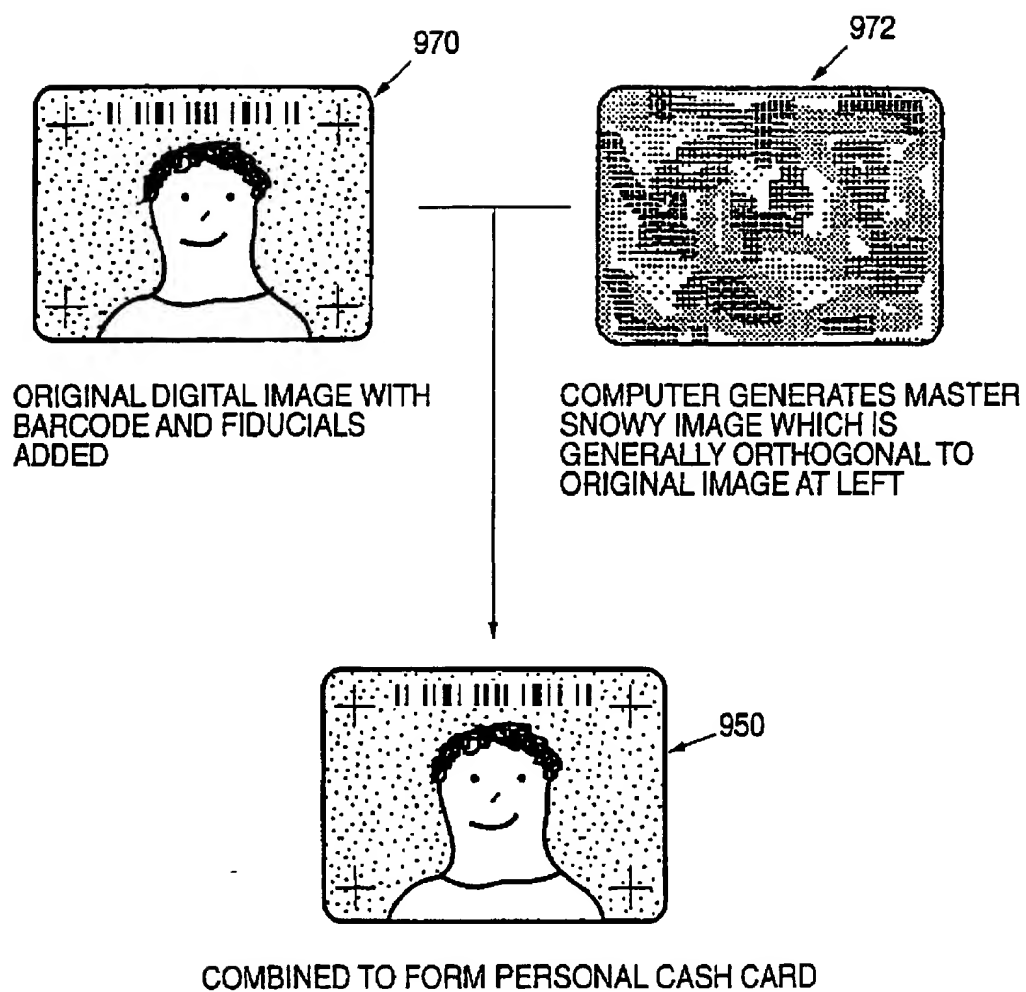 970
972
ORIGINAL DIGITAL IMAGE WITH
BARCODE AND FIDUCIALS
ADDED
COMPUTER GENERATES MASTER
SNOWY IMAGE WHICH IS
GENERALLY ORTHOGONAL TO
ORIGINAL IMAGE AT LEFT
950
COMBINED TO FORM PERSONAL CASH CARD